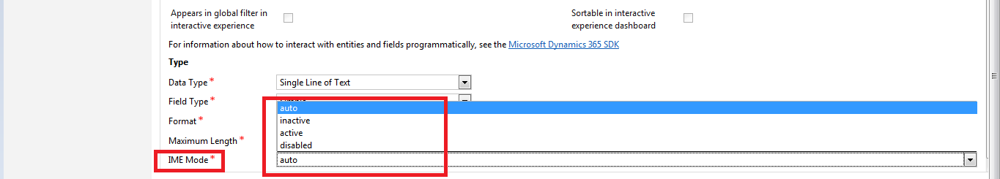 Appears in global filter in
interactive experience
Sortable in interactive
experience dashboard
For information about how to interact with entities and fields programmatically, see the Microsoft Dynamics 365 SDK
Type
Data Type * Single Line of Text
Field Type *
auto
Format * inactive
active
Maximum Length * disabled
IME Mode * auto